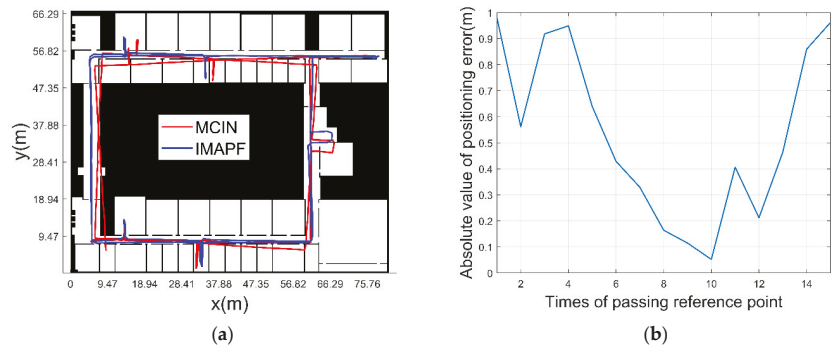 66.29
56.82
47.35
37.88
28.41
18.94
9.47
y(m)
MCIN
IMAPF
0 9.47 18.94 28.41 37.88 47.35 56.82 66.29 75.76
x(m)
(a)
1
0.9
0.8
0.7
0.6
0.5
0.4
0.3
0.2
0.1
0
Absolute value of positioning error(m)
2 4 6 8 10 12 14
Times of passing reference point
(b)